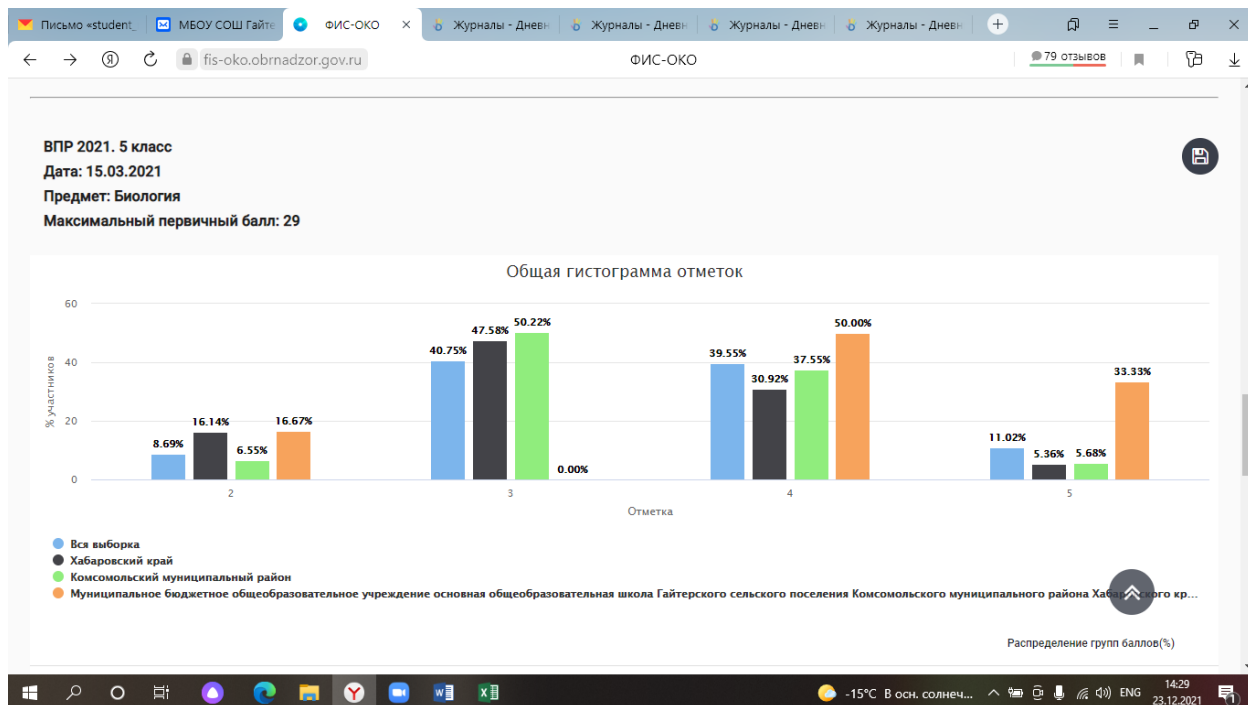 Письмо «student_
МБОУ СОШ Гайте
ФИС-ОКО
Журналы - Дневн
Журналы - Дневн
Журналы - Дневн
Журналы - Дневн
Я
fis-oko.obrnadzor.gov.ru
ФИС-ОКО
79 отзывов
ВПР 2021. 5 класс
Дата: 15.03.2021
Предмет: Биология
Максимальный первичный балл: 29
Общая гистограмма отметок
% участников
60
40
20
0
8.69%
16.14%
6.55%
16.67%
40.75%
47.58%
50.22%
0.00%
39.55%
30.92%
37.55%
50.00%
11.02%
5.36%
5.68%
33.33%
2
3
4
5
Отметка
Вся выборка
Хабаровский край
Комсомольский муниципальный район
Муниципальное бюджетное общеобразовательное учреждение основная общеобразовательная школа Гайтерского сельского поселения Комсомольского муниципального района кр...
Распределение групп баллов(%)
-15°C В осн. солнеч...
ENG
14:29
23.12.2021
1